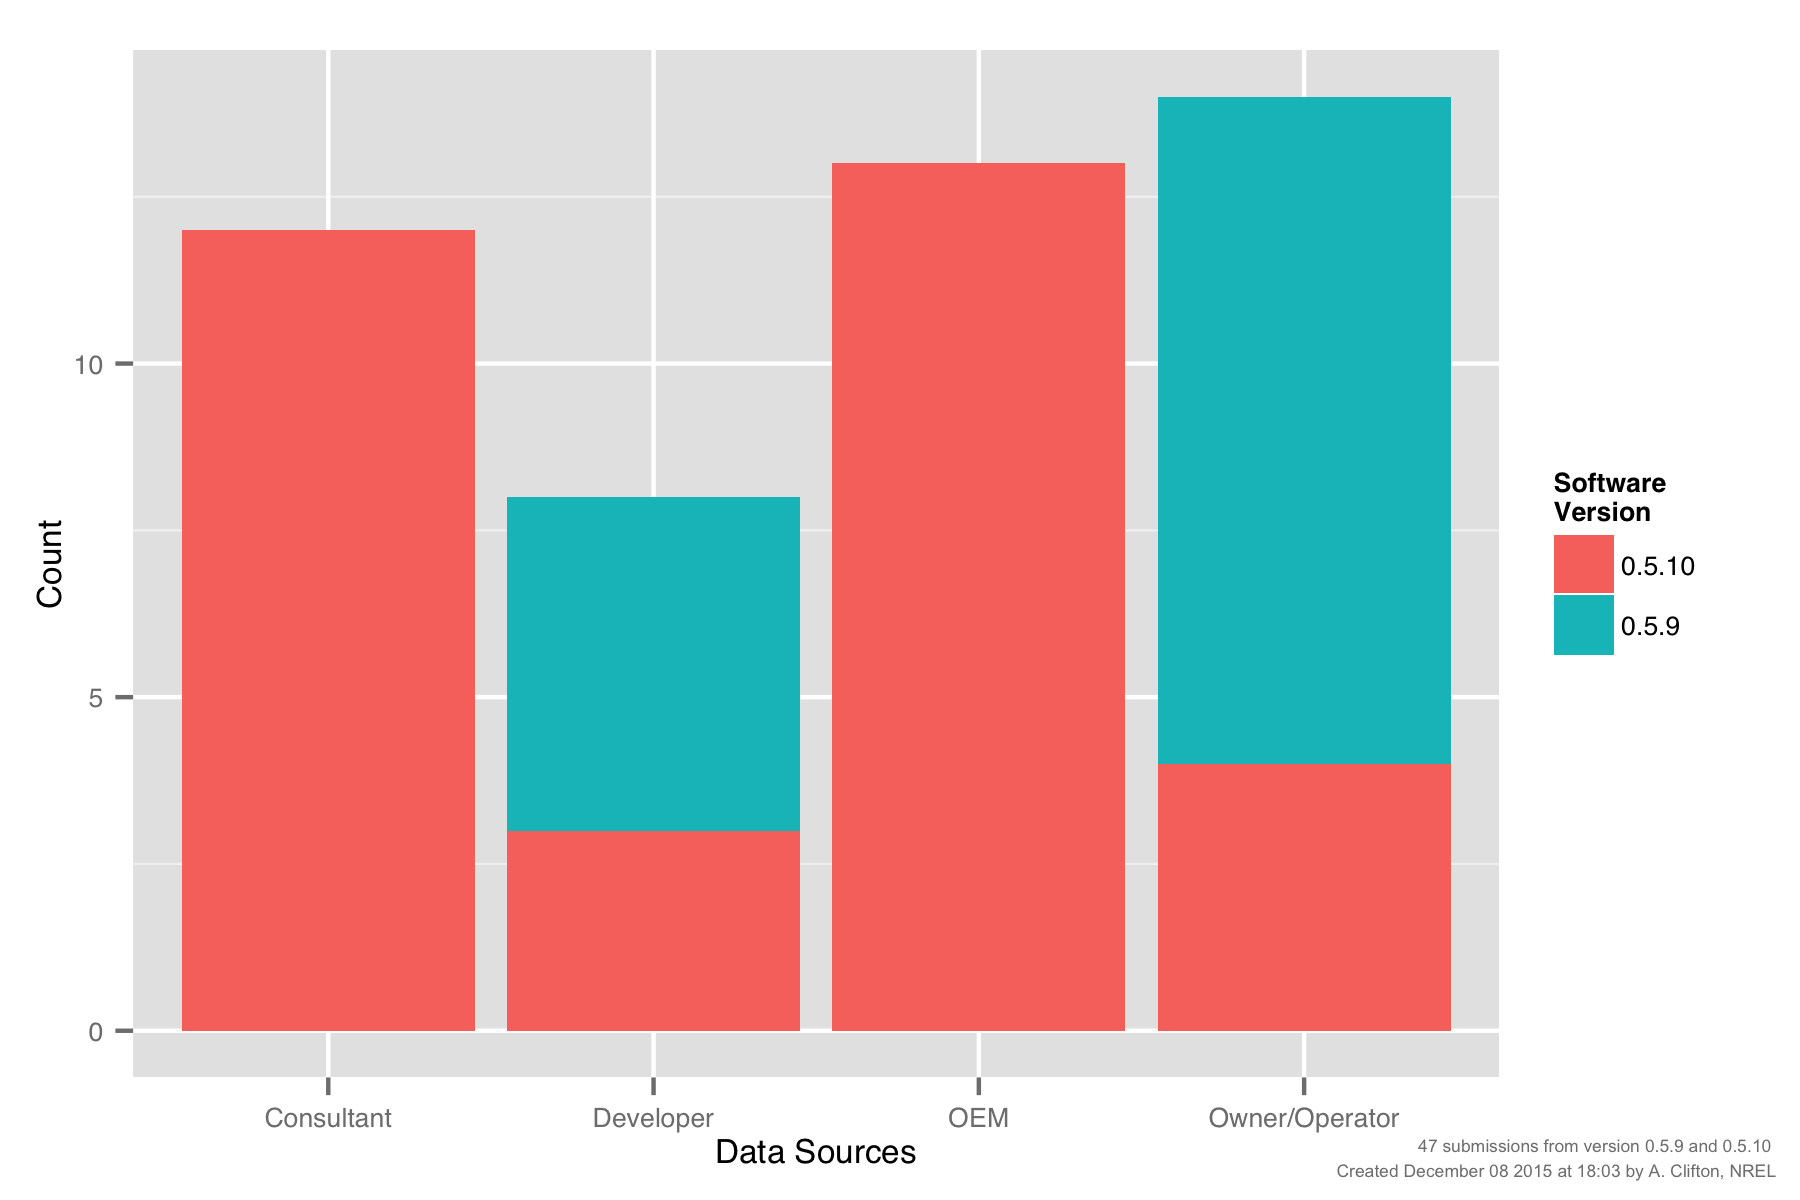 10
5
0
Count
Consultant
Developer
OEM
Owner/Operator
Data Sources
Software
Version
0.5.10
0.5.9
47 submissions from version 0.5.9 and 0.5.10
Created December 08 2015 at 18:03 by A. Clifton, NREL